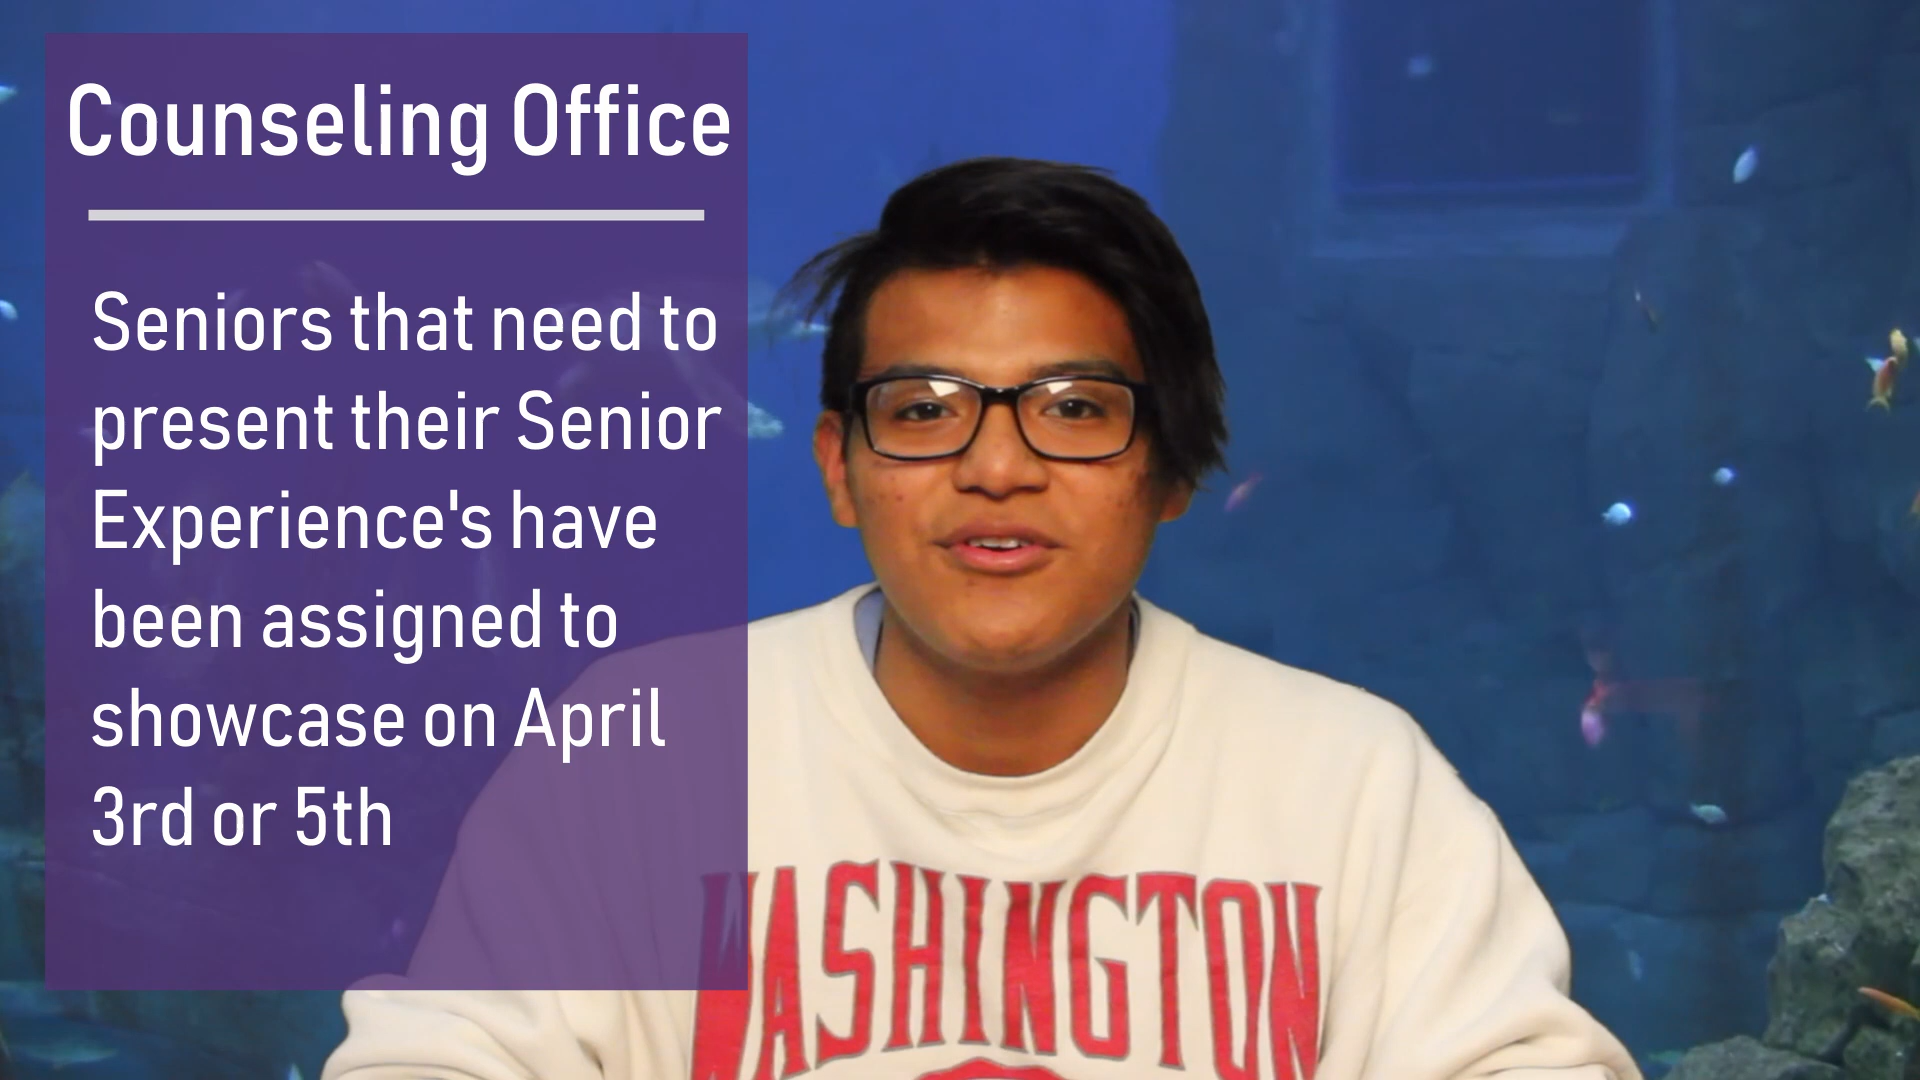 Counseling Office
Seniors that need to
present their Senior
Experience's have
been assigned to
showcase on April
3rd or 5th
WASHINGTON